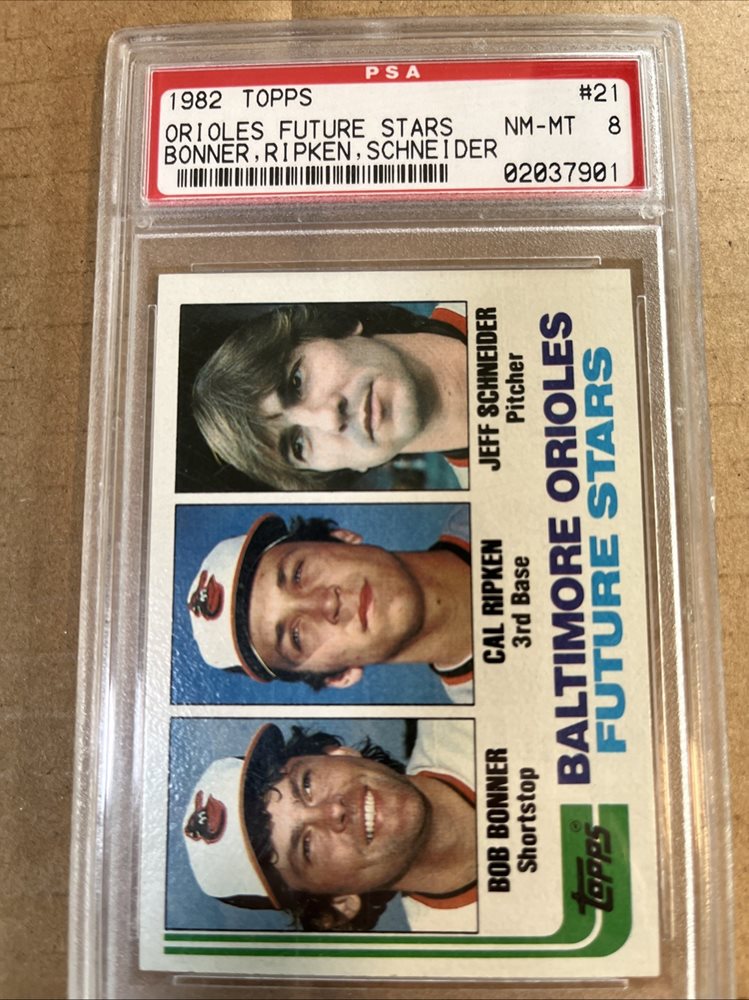 PSA
1982 TOPPS #21
ORIOLES FUTURE STARS NM-MT 8
BONNER,RIPKEN,SCHNEIDER
02037901
BOB BONNER
Shortstop
CAL RIPKEN
3rd Base
JEFF SCHNEIDER
Pitcher
topps®
BALTIMORE ORIOLES
FUTURE STARS